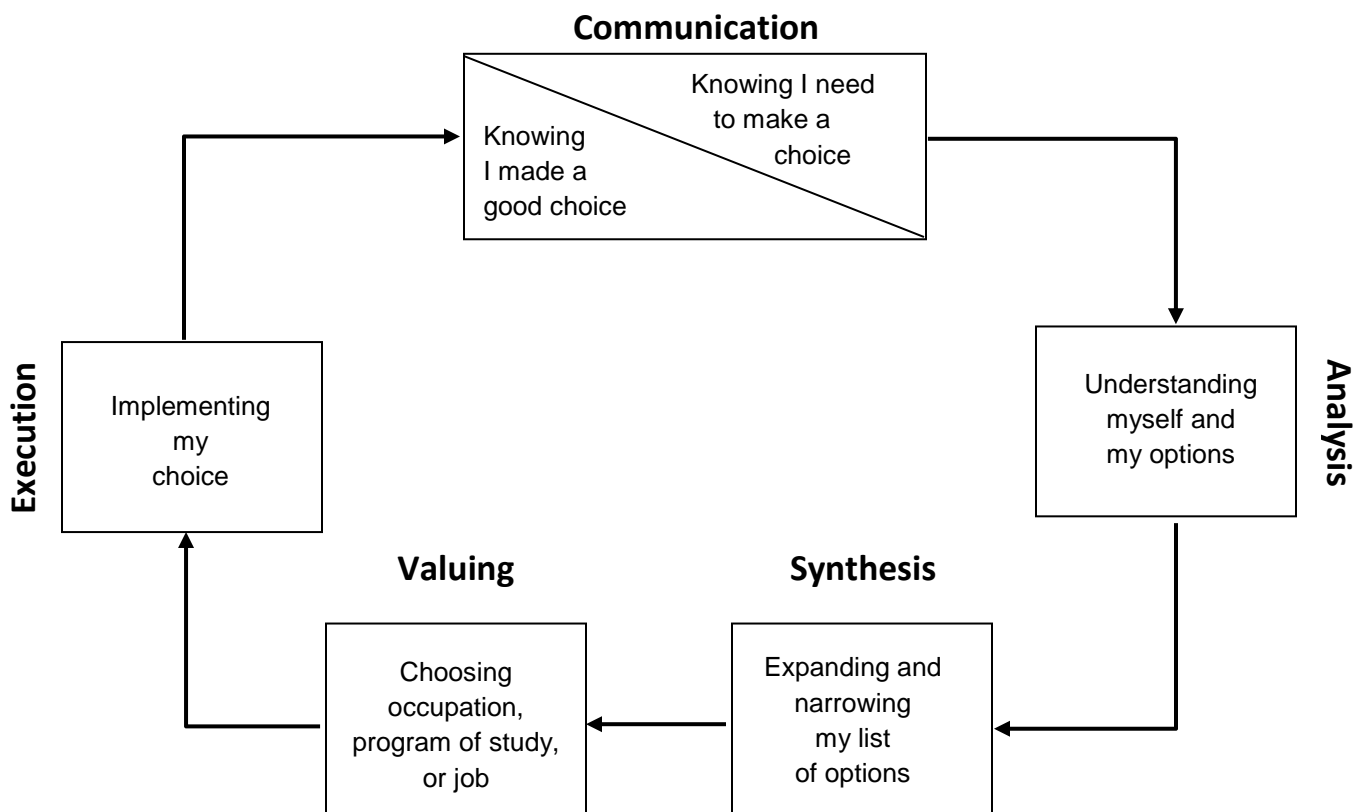 Communication
Knowing I need
to make a
choice
Knowing
I made a
good choice
Analysis
Understanding
myself and
my options
Synthesis
Expanding and
narrowing
my list
of options
Valuing
Choosing
occupation,
program of study,
or job
Execution
Implementing
my
choice